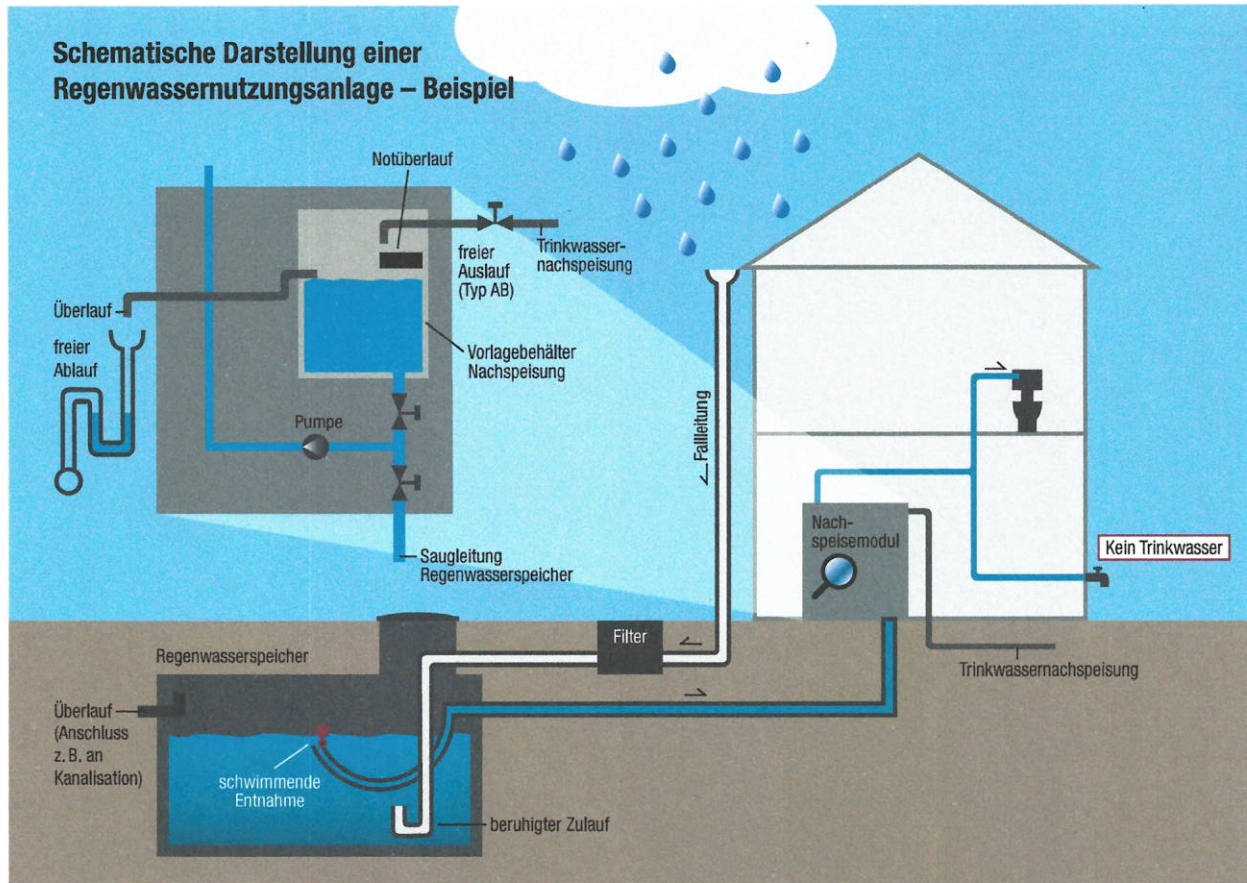 Schematische Darstellung einer
Regenwassernutzungsanlage – Beispiel
Notüberlauf
freier
Auslauf
(Typ AB)
Trinkwasser-
nachspeisung
Überlauf
freier
Ablauf
Vorlagebehälter
Nachspeisung
Pumpe
Saugleitung
Regenwasserspeicher
Fallleitung
Nach-
speisemodul
Kein Trinkwasser
Filter
Trinkwassernachspeisung
Regenwasserspeicher
Überlauf
(Anschluss
z. B. an
Kanalisation)
schwimmende
Entnahme
beruhigter Zulauf